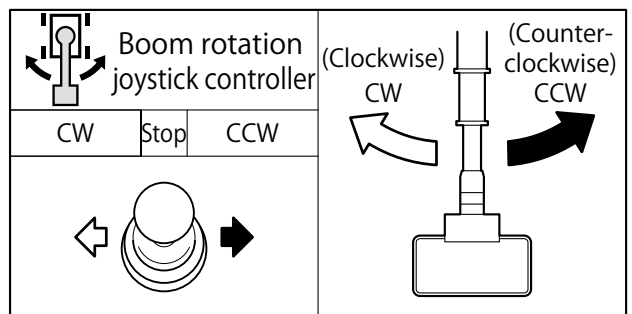 Boom rotation
joystick controller
CW
Stop
CCW
(Clockwise)
CW
(Counter-
clockwise)
CCW